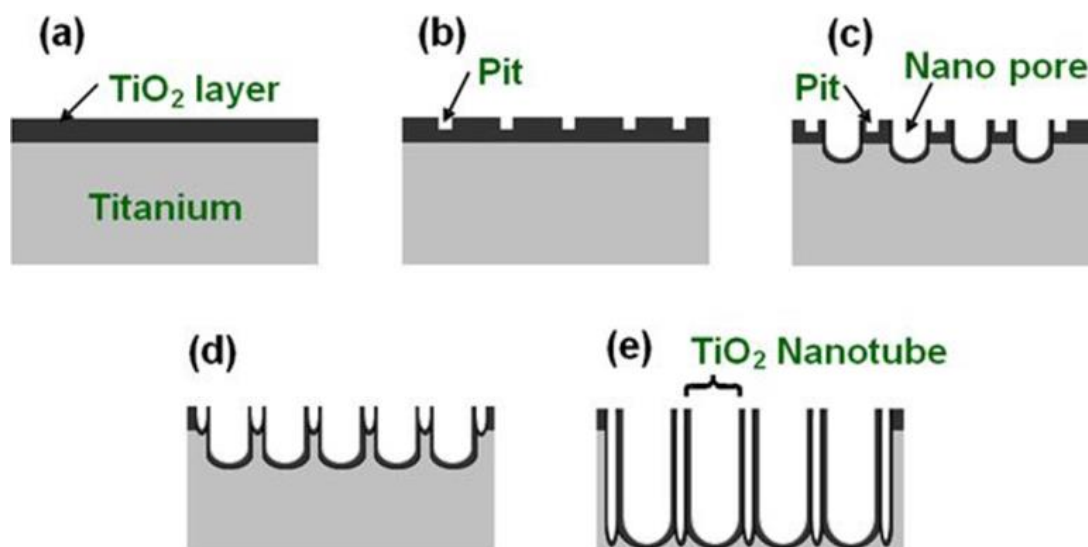 (a)
TiO₂ layer
Titanium
(b)
Pit
(c)
Pit
Nano pore
(d)
(e)
TiO₂ Nanotube